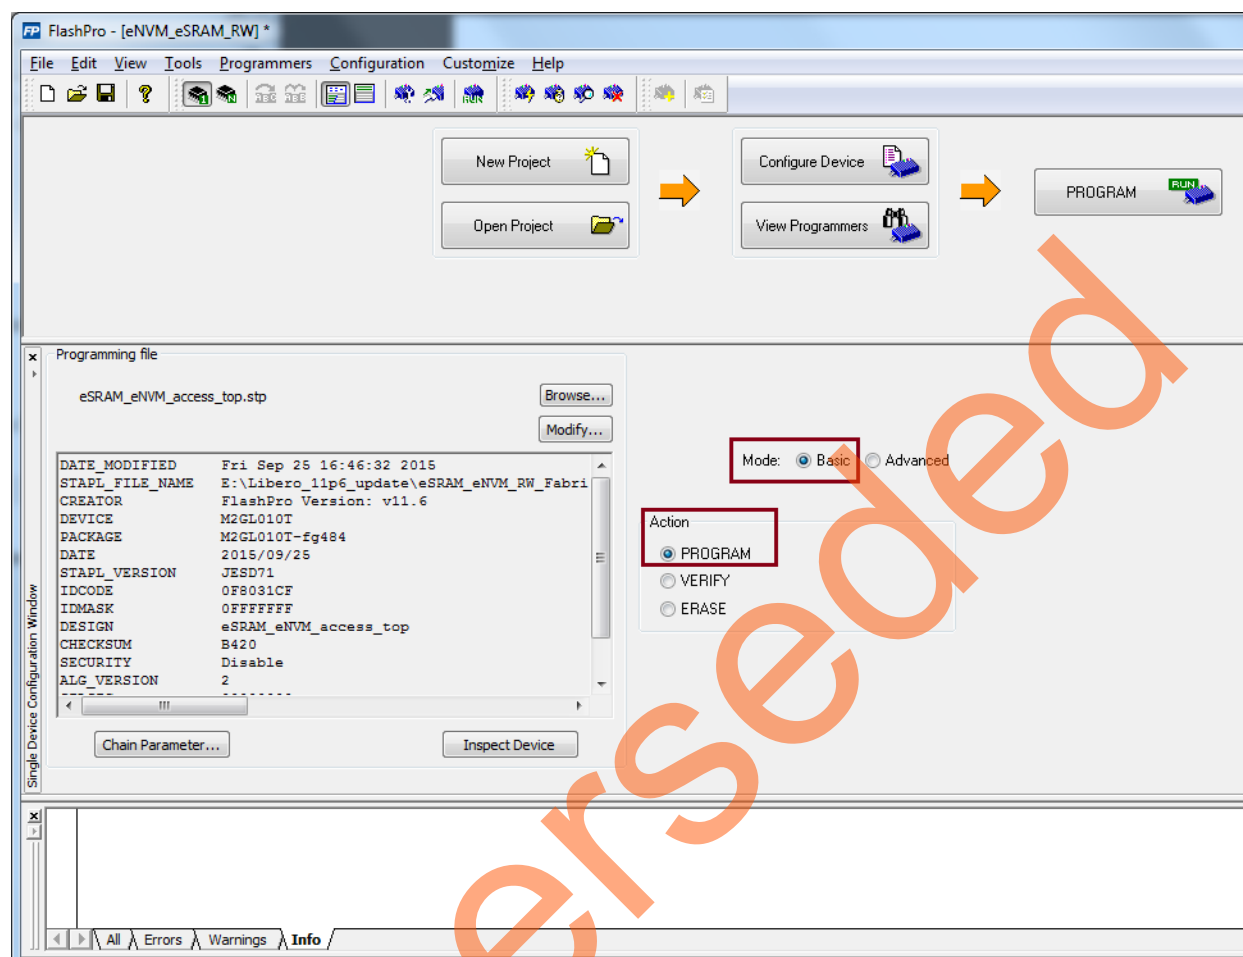 FlashPro - [eNVM_eSRAM_RW] *
File Edit View Tools Programmers Configuration Customize Help
New Project
Configure Device
PROGRAM
RUN
Open Project
View Programmers
Programming file
eSRAM_eNVM_access_top.stp
Browse...
Modify...
DATE_MODIFIED Fri Sep 25 16:46:32 2015
STAPL_FILE_NAME E:\Libero_11p6_update\eSRAM_eNVM_RW_Fabri
CREATOR FlashPro Version: v11.6
DEVICE M2GL010T
PACKAGE M2GL010T-fg484
DATE 2015/09/25
STAPL_VERSION JESD71
IDCODE 0F8031CF
IDMASK 0FFFFFFF
DESIGN eSRAM_eNVM_access_top
CHECKSUM B420
SECURITY Disable
ALG_VERSION 2
Chain Parameter...
Inspect Device
Mode: Basic Advanced
Action
PROGRAM
VERIFY
ERASE
Single Device Configuration Window
All Errors Warnings Info
erseded